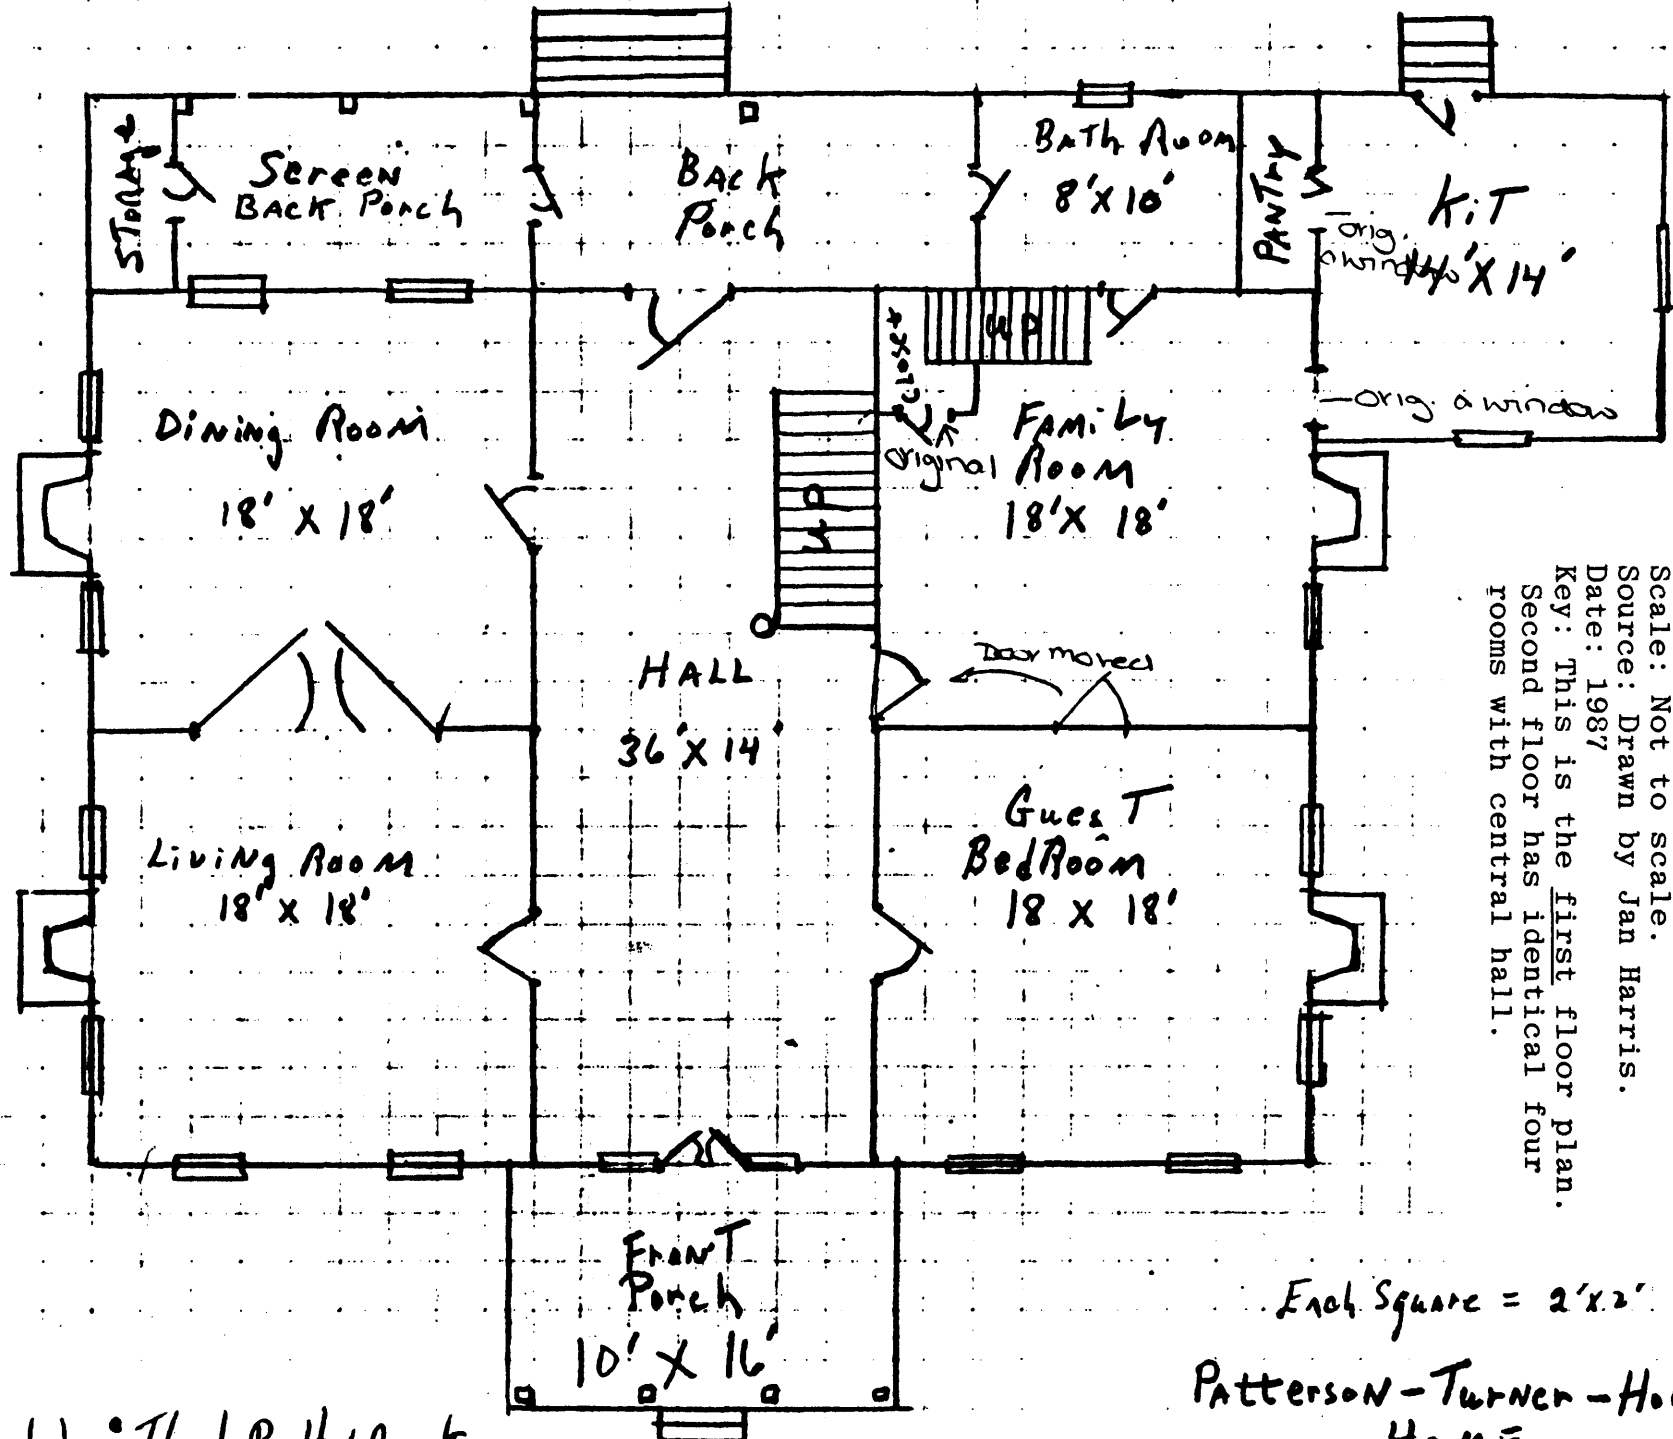 STORAGE
Screen
BACK Porch
BACK
Porch
BATh Room
8' X 10'
PANTRY
KiT
X 14'
orig.
a window
closet
UP
orig. a window
Dining Room
18' X 18'
original
FAMiLy
Room
18' X 18'
UP
HALL
36' X 14
Door moved
Living Room
18' X 18'
GuesT
BedRoom
18 X 18'
FronT
Porch
10' X 16'
Each Square = 2'x2'
PATTersoN-TurNer-
Scale: Not to scale.
Source: Drawn by Jan Harris.
Date: 1987
Key: This is the first floor plan.
Second floor has identical four
rooms with central hall.